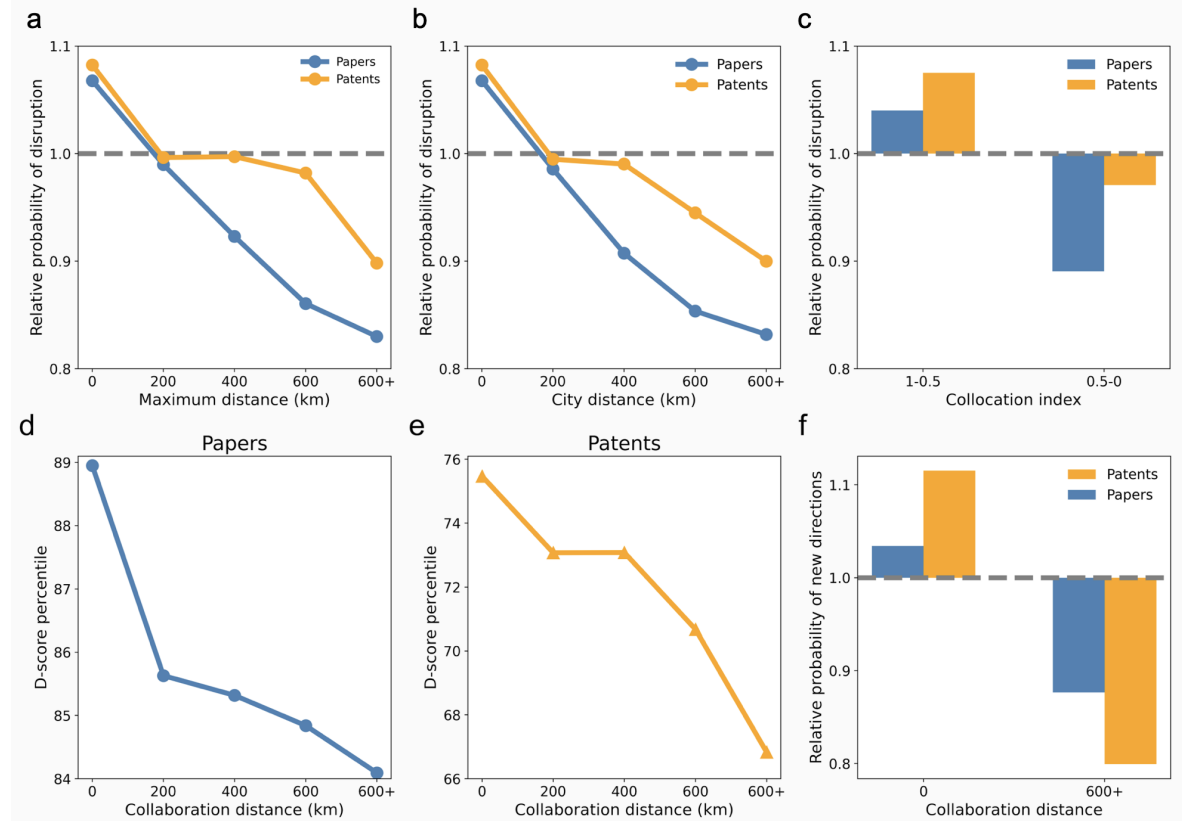 a
Relative probability of disruption
1.1
1.0
0.9
0.8
Papers
Patents
0
200
400
600
600+
Maximum distance (km)
b
Relative probability of disruption
1.1
1.0
0.9
0.8
Papers
Patents
0
200
400
600
600+
City distance (km)
c
Relative probability of disruption
1.1
1.0
0.9
0.8
Papers
Patents
1-0.5
0.5-0
Collocation index
d
Papers
D-score percentile
89
88
87
86
85
84
0
200
400
600
600+
Collaboration distance (km)
e
Patents
D-score percentile
76
74
72
70
68
66
0
200
400
600
600+
Collaboration distance (km)
f
Relative probability of new directions
1.1
1.0
0.9
0.8
Patents
Papers
0
600+
Collaboration distance